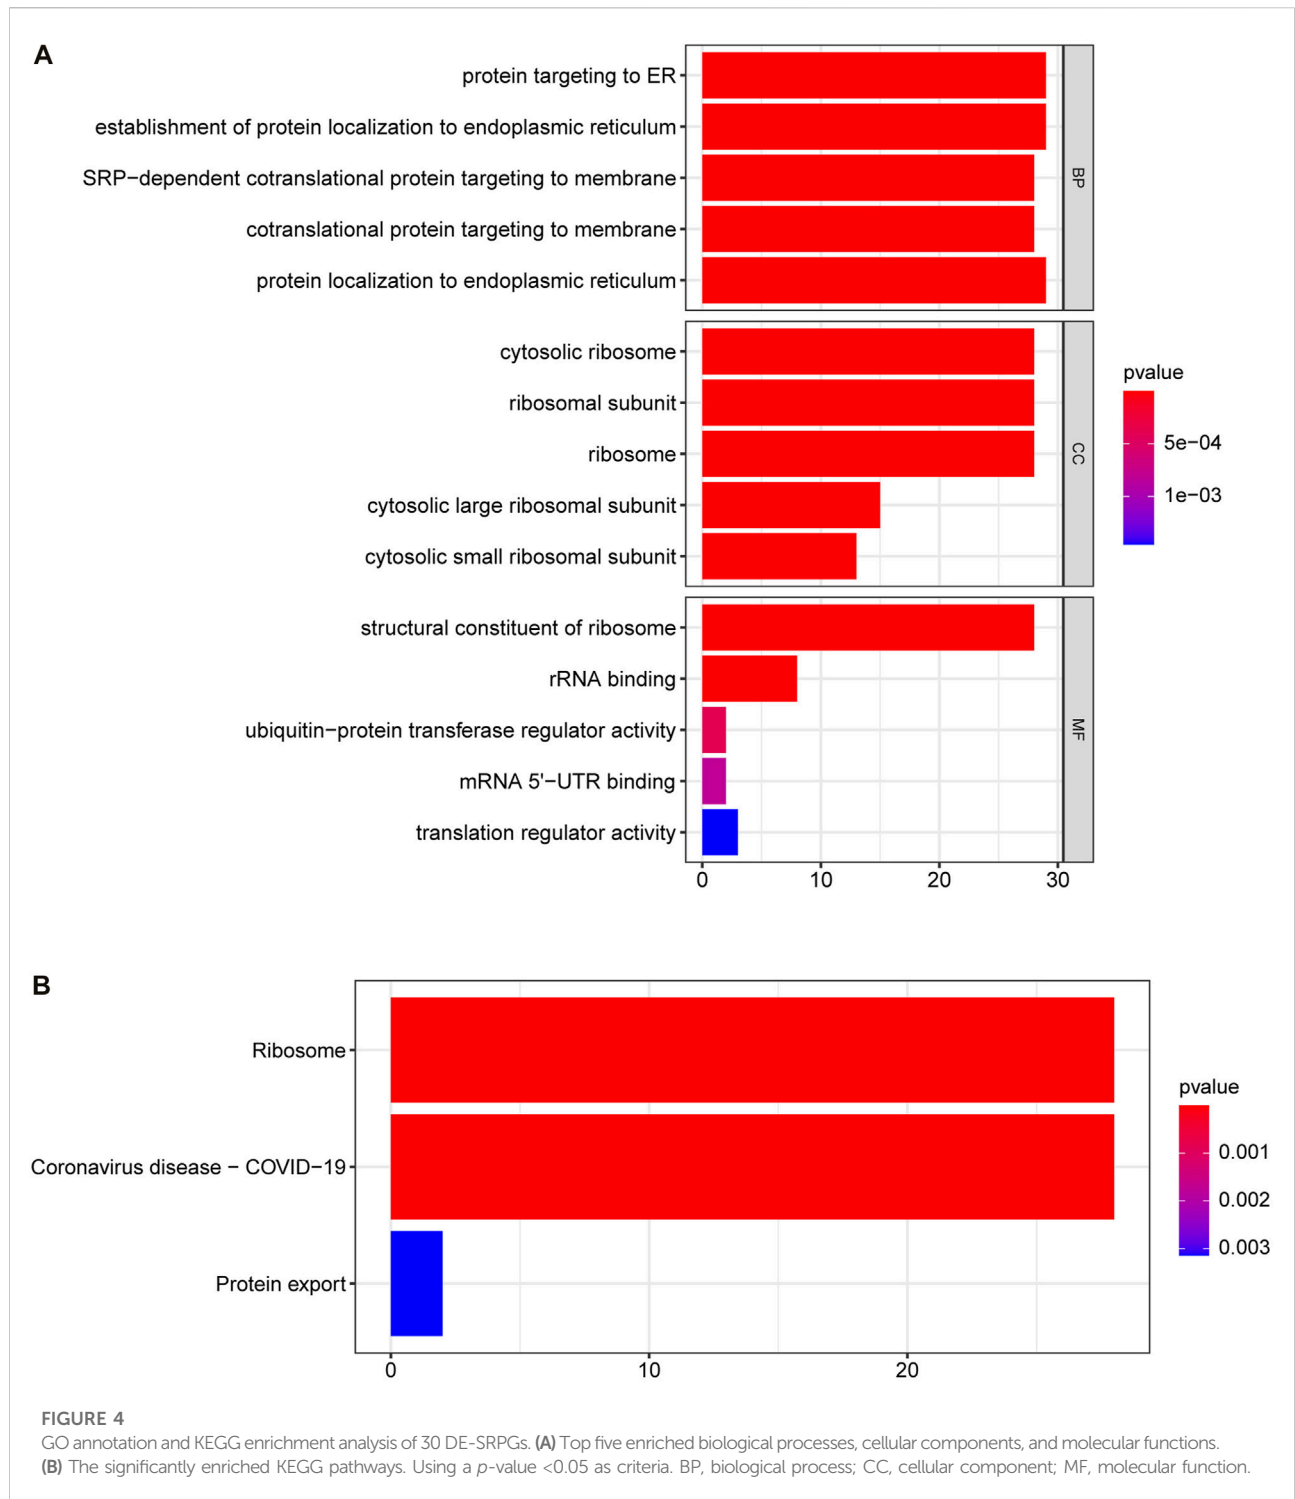 A
protein targeting to ER
establishment of protein localization to endoplasmic reticulum
SRP−dependent cotranslational protein targeting to membrane
cotranslational protein targeting to membrane
protein localization to endoplasmic reticulum
BP
cytosolic ribosome
ribosomal subunit
ribosome
cytosolic large ribosomal subunit
cytosolic small ribosomal subunit
CC
structural constituent of ribosome
rRNA binding
ubiquitin−protein transferase regulator activity
mRNA 5'−UTR binding
translation regulator activity
MF
0 10 20 30
pvalue
5e−04
1e−03
B
Ribosome
Coronavirus disease − COVID−19
Protein export
0 10 20
pvalue
0.001
0.002
0.003
FIGURE 4
GO annotation and KEGG enrichment analysis of 30 DE-SRPGs. (A) Top five enriched biological processes, cellular components, and molecular functions.
(B) The significantly enriched KEGG pathways. Using a p-value <0.05 as criteria. BP, biological process; CC, cellular component; MF, molecular function.